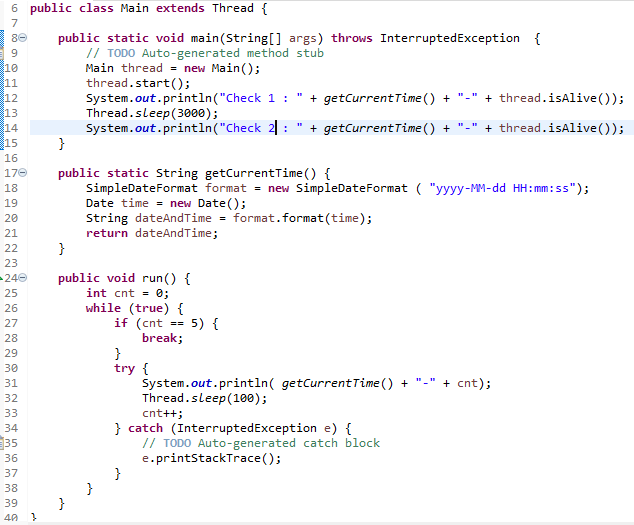 6 public class Main extends Thread {
7
8 public static void main(String[] args) throws InterruptedException  {
9 // TODO Auto-generated method stub
10 Main thread = new Main();
11 thread.start();
12 System.out.println("Check 1 : " + getCurrentTime() + "-" + thread.isAlive());
13 Thread.sleep(3000);
14 System.out.println("Check 2 : " + getCurrentTime() + "-" + thread.isAlive());
15 }
16
17 public static String getCurrentTime() {
18 SimpleDateFormat format = new SimpleDateFormat ( "yyyy-MM-dd HH:mm:ss");
19 Date time = new Date();
20 String dateAndTime = format.format(time);
21 return dateAndTime;
22 }
23
24 public void run() {
25 int cnt = 0;
26 while (true) {
27 if (cnt == 5) {
28 break;
29 }
30 try {
31 System.out.println( getCurrentTime() + "-" + cnt);
32 Thread.sleep(100);
33 cnt++;
34 } catch (InterruptedException e) {
35 // TODO Auto-generated catch block
36 e.printStackTrace();
37 }
38 }
39 }
40 }